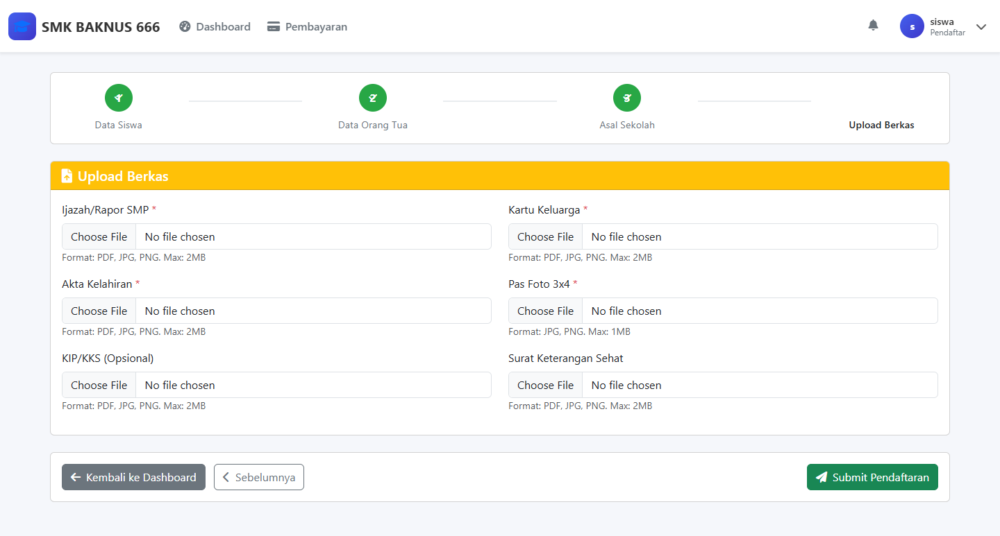 SMK BAKNUS 666
Dashboard
Pembayaran
s
siswa
Pendaftar
1
2
3
Data Siswa
Data Orang Tua
Asal Sekolah
Upload Berkas
Upload Berkas
Ijazah/Rapor SMP *
Kartu Keluarga *
Choose File No file chosen
Choose File No file chosen
Format: PDF, JPG, PNG. Max: 2MB
Format: PDF, JPG, PNG. Max: 2MB
Akta Kelahiran *
Pas Foto 3x4 *
Choose File No file chosen
Choose File No file chosen
Format: PDF, JPG, PNG. Max: 2MB
Format: JPG, PNG. Max: 1MB
KIP/KKS (Opsional)
Surat Keterangan Sehat
Choose File No file chosen
Choose File No file chosen
Format: PDF, JPG, PNG. Max: 2MB
Format: PDF, JPG, PNG. Max: 2MB
Kembali ke Dashboard
Sebelumnya
Submit Pendaftaran